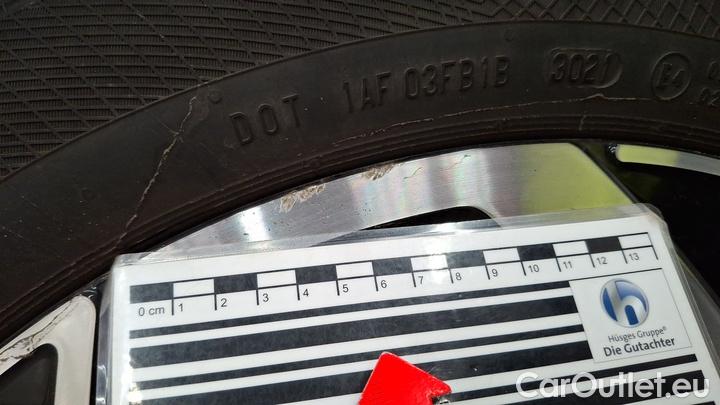 DOT 1AF 03FB1B 3021 E4
0 cm 1 2 3 4 5 6 7 8 9 10 11 12 13
h
Hüsges Gruppe®
Die Gutachter
CarOutlet.eu